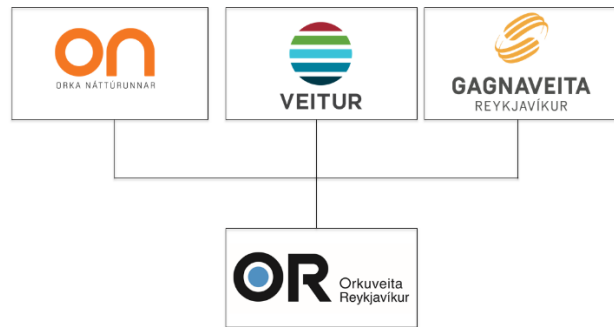 on
ORKA NÁTTÚRUNNAR
VEITUR
GAGNAVEITA
REYKJAVÍKUR
OR
Orkuveita
Reykjavíkur